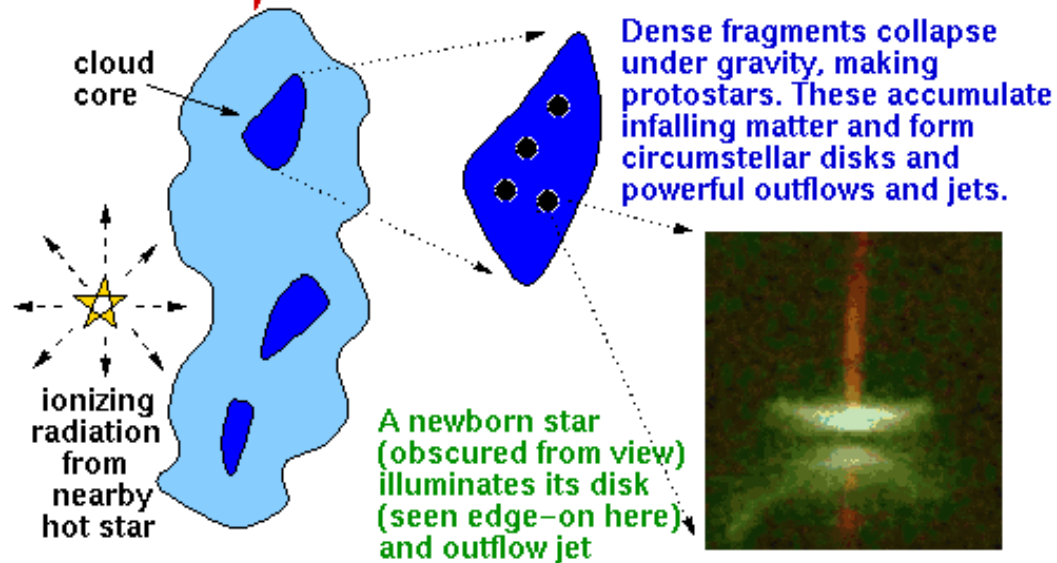 cloud
core
Dense fragments collapse
under gravity, making
protostars. These accumulate
infalling matter and form
circumstellar disks and
powerful outflows and jets.
ionizing
radiation
from
nearby
hot star
A newborn star
(obscured from view)
illuminates its disk
(seen edge-on here)
and outflow jet